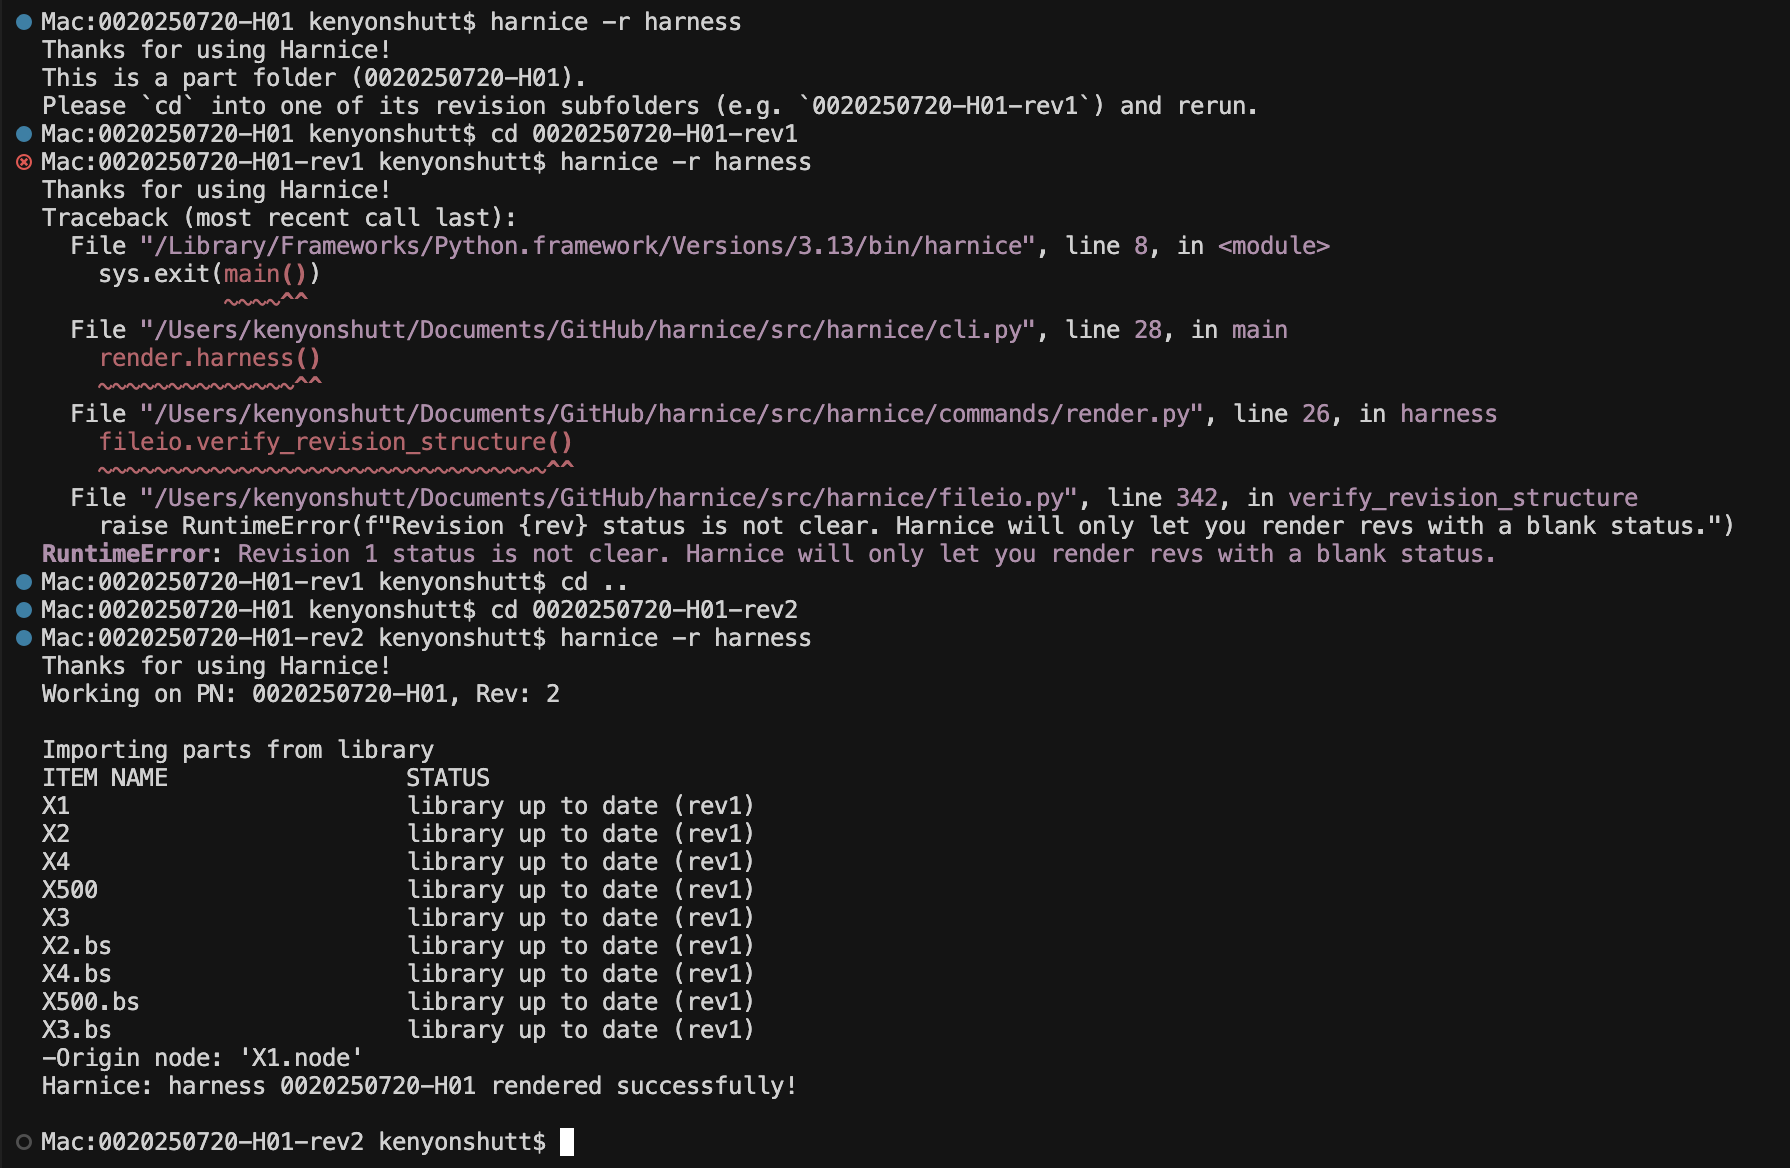 Mac:0020250720-H01 kenyonshutt$ harnice -r harness
Thanks for using Harnice!
This is a part folder (0020250720-H01).
Please `cd` into one of its revision subfolders (e.g. `0020250720-H01-rev1`) and rerun.
Mac:0020250720-H01 kenyonshutt$ cd 0020250720-H01-rev1
Mac:0020250720-H01-rev1 kenyonshutt$ harnice -r harness
Thanks for using Harnice!
Traceback (most recent call last):
  File "/Library/Frameworks/Python.framework/Versions/3.13/bin/harnice", line 8, in <module>
    sys.exit(main())
             ~~~~^^
  File "/Users/kenyonshutt/Documents/GitHub/harnice/src/harnice/cli.py", line 28, in main
    render.harness()
    ~~~~~~~~~~~~~~^^
  File "/Users/kenyonshutt/Documents/GitHub/harnice/src/harnice/commands/render.py", line 26, in harness
    fileio.verify_revision_structure()
    ~~~~~~~~~~~~~~~~~~~~~~~~~~~~~~~~^^
  File "/Users/kenyonshutt/Documents/GitHub/harnice/src/harnice/fileio.py", line 342, in verify_revision_structure
    raise RuntimeError(f"Revision {rev} status is not clear. Harnice will only let you render revs with a blank status.")
RuntimeError: Revision 1 status is not clear. Harnice will only let you render revs with a blank status.
Mac:0020250720-H01-rev1 kenyonshutt$ cd ..
Mac:0020250720-H01 kenyonshutt$ cd 0020250720-H01-rev2
Mac:0020250720-H01-rev2 kenyonshutt$ harnice -r harness
Thanks for using Harnice!
Working on PN: 0020250720-H01, Rev: 2
Importing parts from library
ITEM NAME                 STATUS
X1                        library up to date (rev1)
X2                        library up to date (rev1)
X4                        library up to date (rev1)
X500                      library up to date (rev1)
X3                        library up to date (rev1)
X2.bs                     library up to date (rev1)
X4.bs                     library up to date (rev1)
X500.bs                   library up to date (rev1)
X3.bs                     library up to date (rev1)
-Origin node: 'X1.node'
Harnice: harness 0020250720-H01 rendered successfully!
Mac:0020250720-H01-rev2 kenyonshutt$